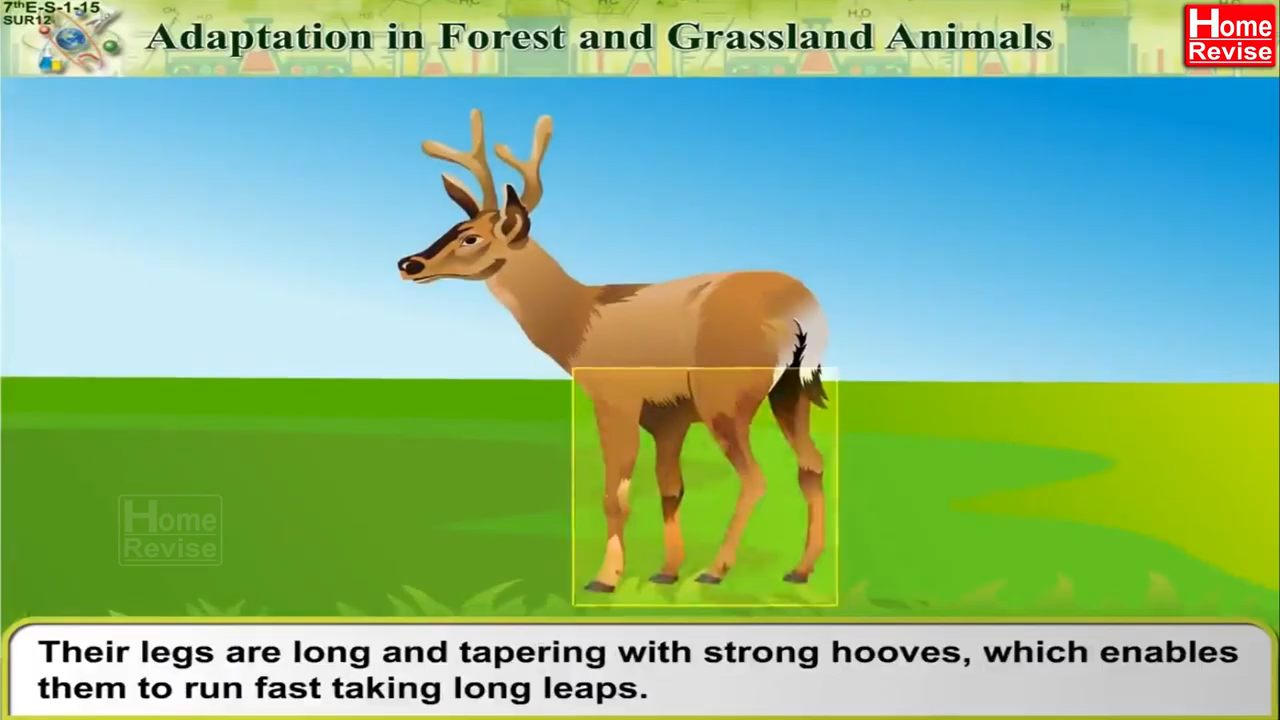 7thE-S-1-15
SUR12
Adaptation in Forest and Grassland Animals
Home
Revise
H₂O
Home
Revise
Their legs are long and tapering with strong hooves, which enables
them to run fast taking long leaps.